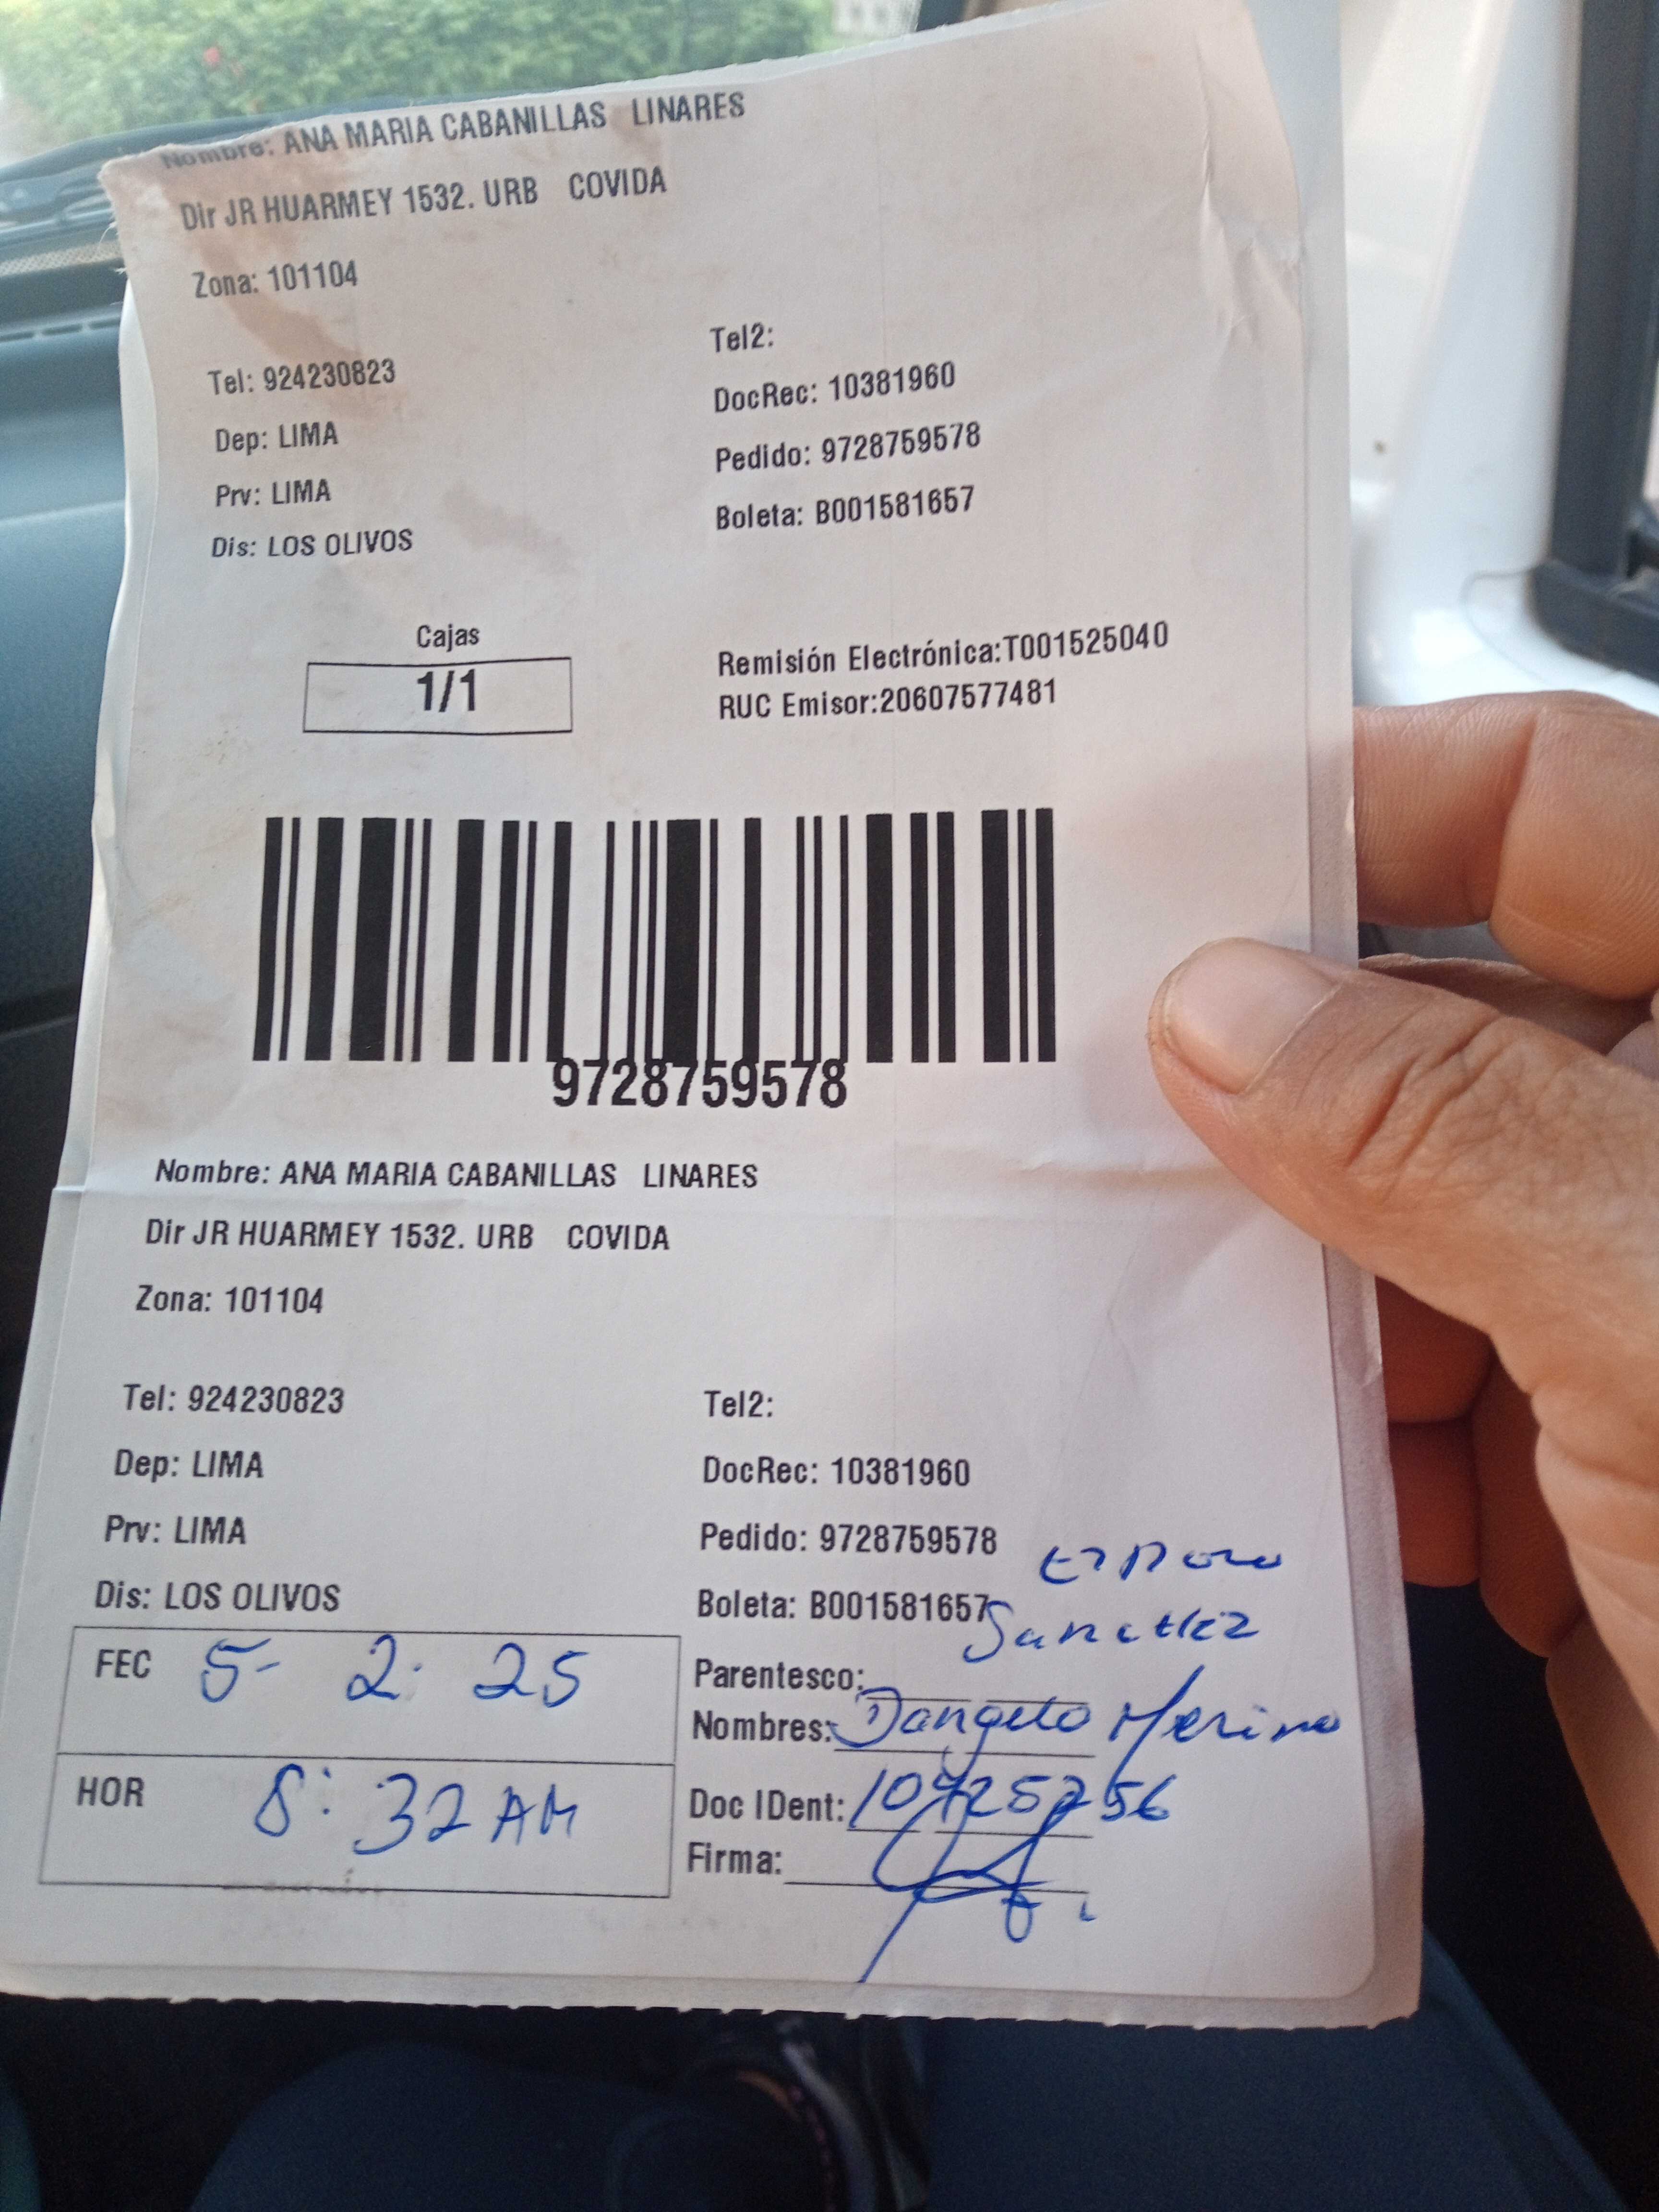 Nombre: ANA MARIA CABANILLAS LINARES
Dir JR HUARMEY 1532. URB COVIDA
Zona: 101104
Tel2:
Tel: 924230823
DocRec: 10381960
Dep: LIMA
Pedido: 9728759578
Prv: LIMA
Boleta: B001581657
Dis: LOS OLIVOS
Cajas
1/1
Remisión Electrónica:T001525040
RUC Emisor:20607577481
9728759578
Nombre: ANA MARIA CABANILLAS LINARES
Dir JR HUARMEY 1532. URB COVIDA
Zona: 101104
Tel: 924230823
Tel2:
Dep: LIMA
DocRec: 10381960
Prv: LIMA
Pedido: 9728759578
Dis: LOS OLIVOS
Boleta: B001581657
FEC 5- 2. 25
Parentesco:
Nombres: Dangelo Merino
HOR 8: 32 AM
Doc IDent:
Firma: